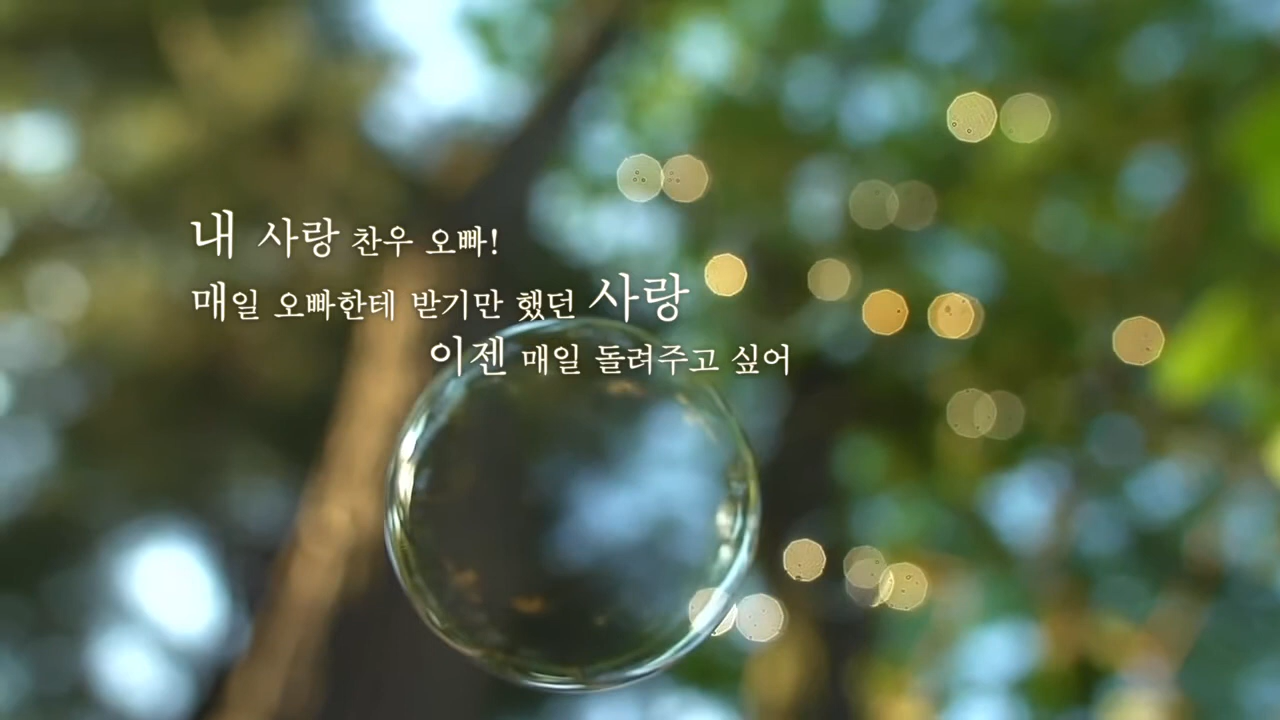 내 사랑 찬우 오빠!
매일 오빠한테 받기만 했던 사랑
이젠 매일 돌려주고 싶어